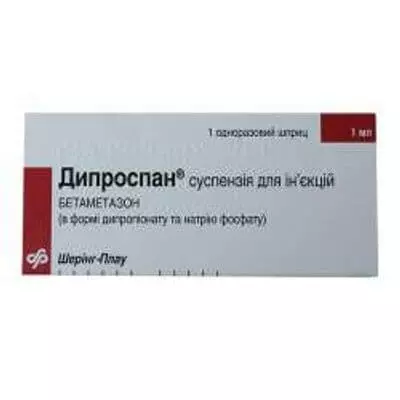 1 одноразовий шприц 1 мл
Дипроспан® суспензія для ін'єкцій
БЕТАМЕТАЗОН
(в формі дипропіонату та натрію фосфату)
Шерінг-Плау